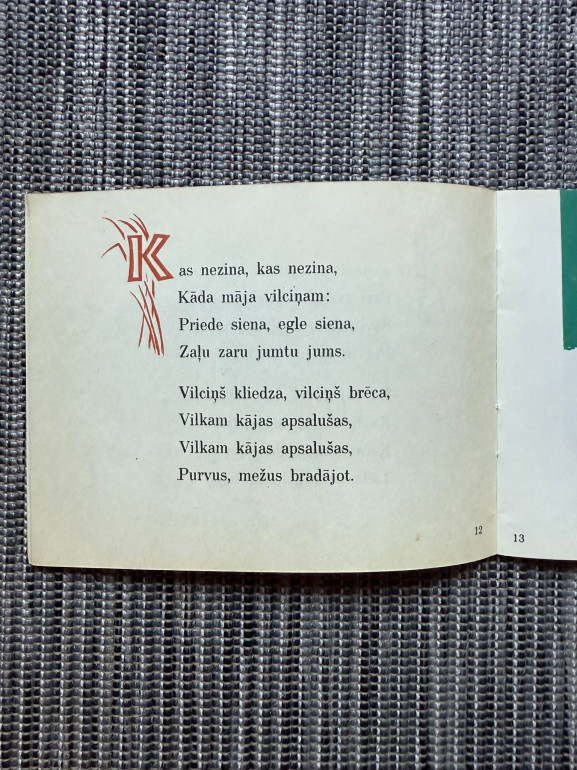 Kas nezina, kas nezina,
Kāda māja vilciņam:
Priede siena, egle siena,
Zaļu zaru jumtu jums.
Vilciņš kliedza, vilciņš brēca,
Vilkam kājas apsalušas,
Vilkam kājas apsalušas,
Purvus, mežus bradājot.
12
13